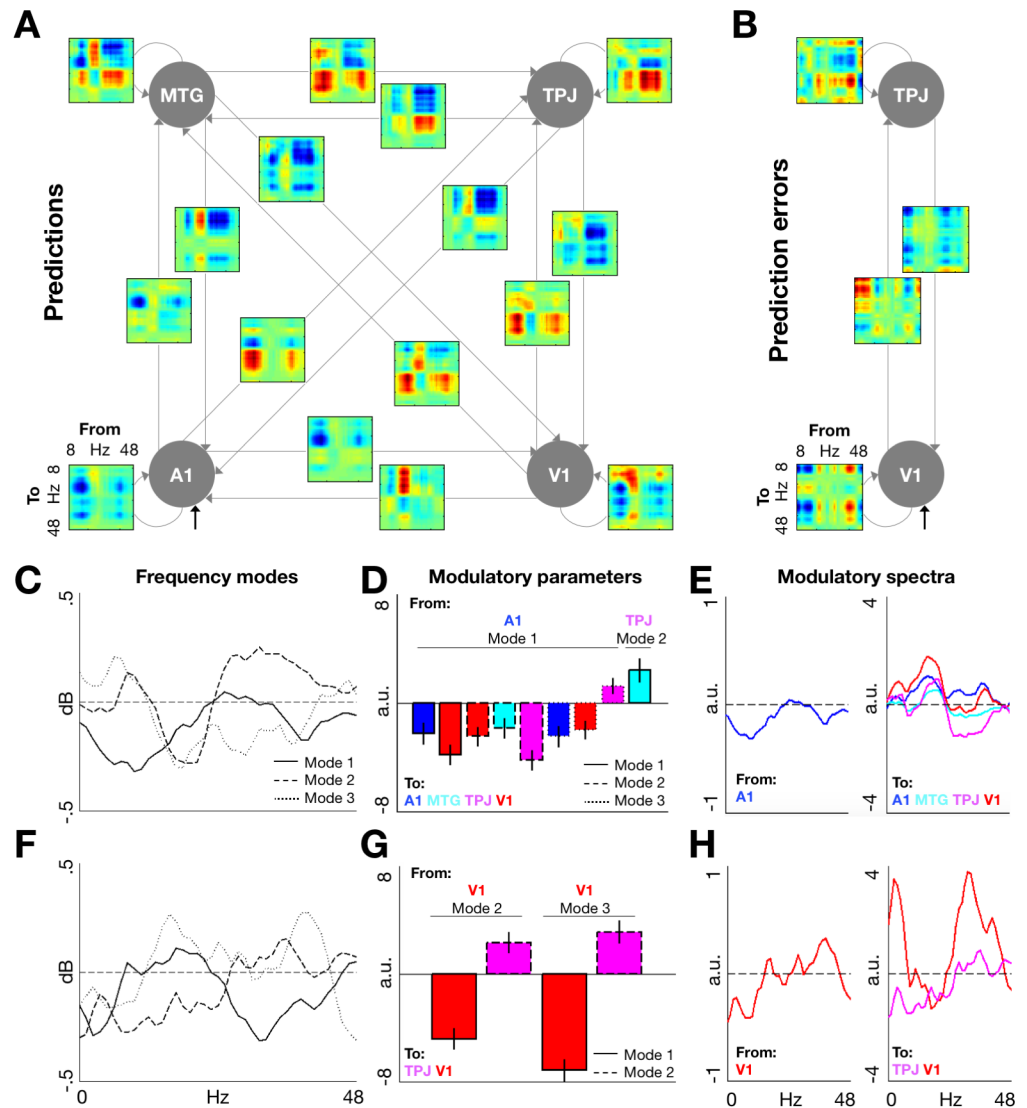 A
B
MTG
TPJ
TPJ
Predictions
Prediction errors
From
8 Hz 48
To
Hz
8
48
A1
V1
From
8 Hz 48
To
Hz
8
48
V1
C
Frequency modes
D
Modulatory parameters
E
Modulatory spectra
.5
dB
-.5
Mode 1
Mode 2
Mode 3
8
a.u.
-8
From:
A1
Mode 1
TPJ
Mode 2
To:
A1 MTG TPJ V1
Mode 1
Mode 2
Mode 3
1
a.u.
-1
From:
A1
4
a.u.
-4
To:
A1 MTG TPJ V1
F
G
H
.5
dB
-.5
0 Hz 48
8
a.u.
-8
From:
V1
Mode 2
V1
Mode 3
To:
TPJ V1
Mode 1
Mode 2
1
a.u.
-1
From:
V1
0 Hz 48
4
a.u.
-4
To:
TPJ V1
0 Hz 48